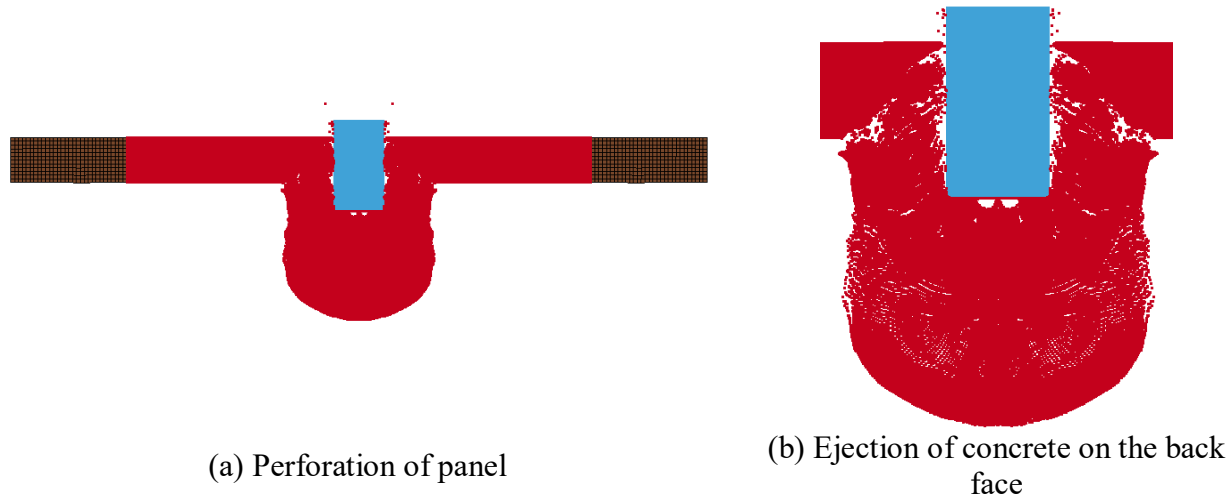 (a) Perforation of panel
(b) Ejection of concrete on the back
face